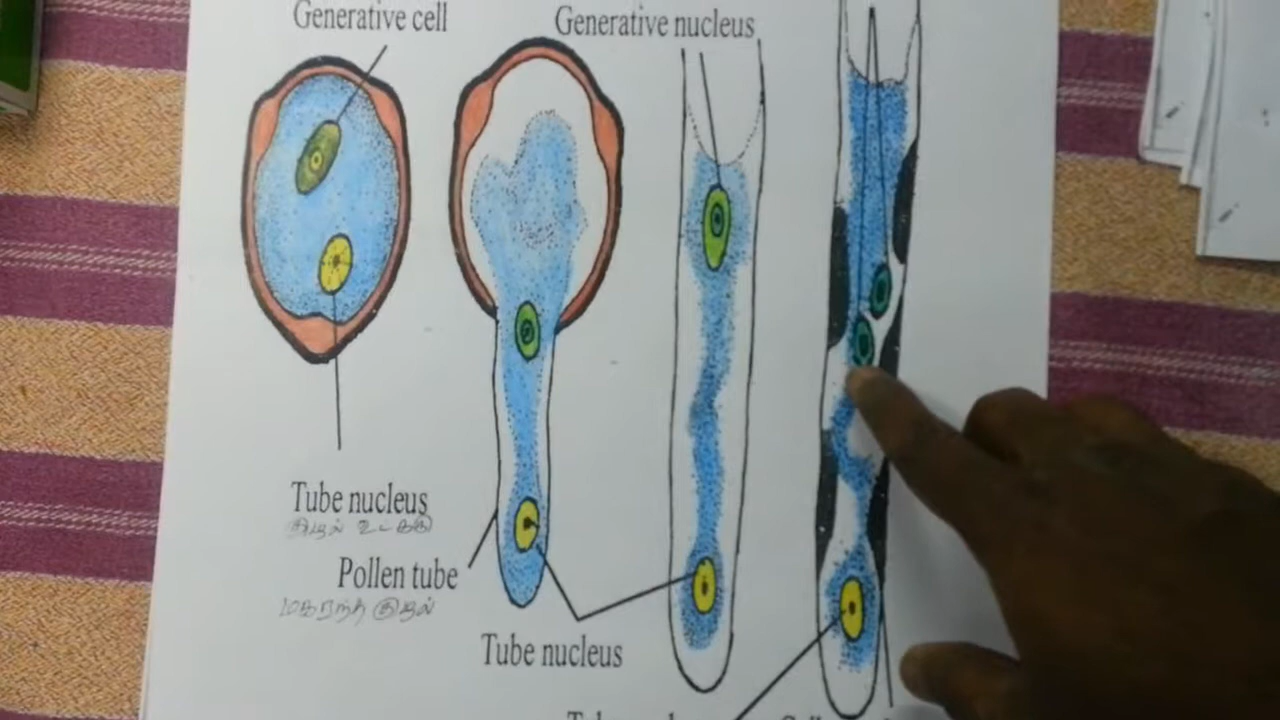 Generative cell
Generative nucleus
Tube nucleus
குழல் உட்கரு
Pollen tube
மகரந்த குழல்
Tube nucleus